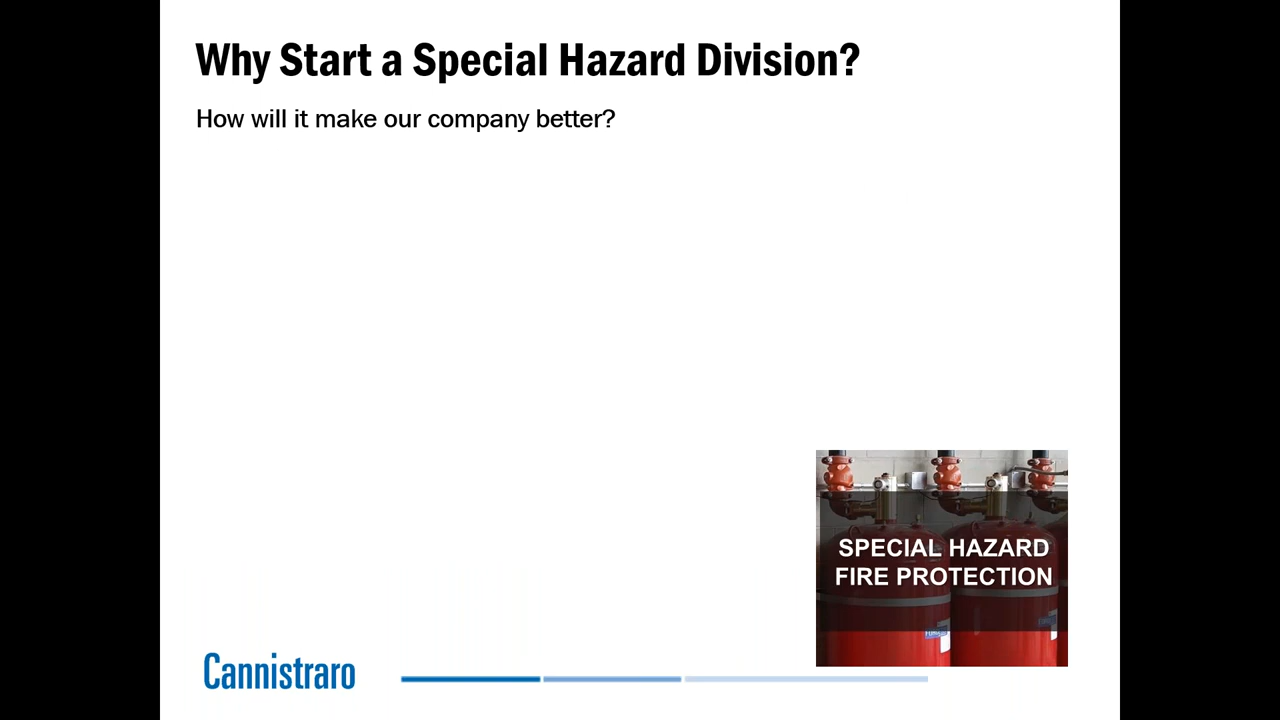 Why Start a Special Hazard Division?
How will it make our company better?
SPECIAL HAZARD
FIRE PROTECTION
Cannistraro